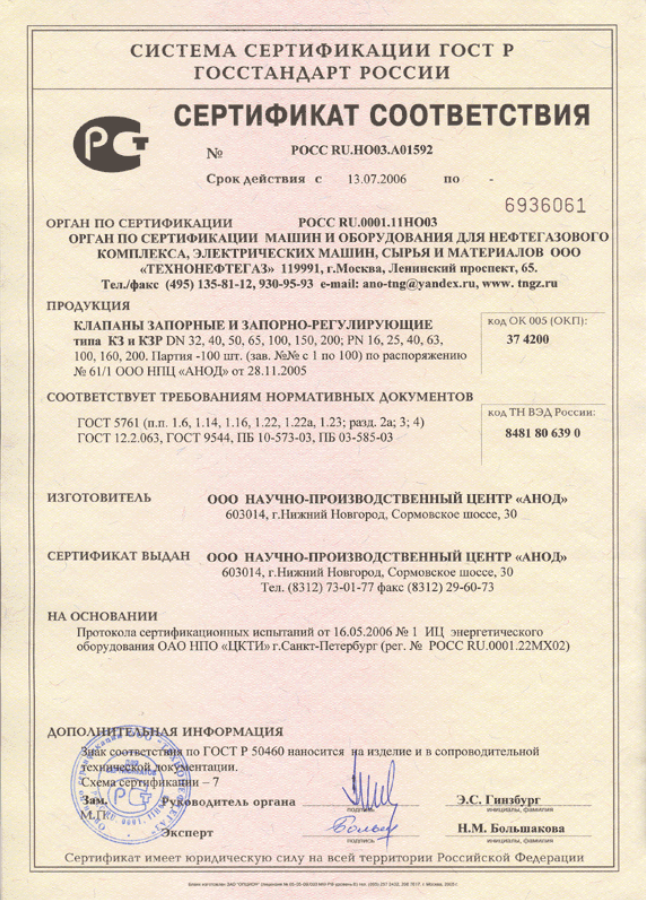 СИСТЕМА СЕРТИФИКАЦИИ ГОСТ Р
ГОССТАНДАРТ РОССИИ
СЕРТИФИКАТ СООТВЕТСТВИЯ
№ РОСС RU.НО03.А01592
Срок действия с 13.07.2006 по -
6936061
ОРГАН ПО СЕРТИФИКАЦИИ РОСС RU.0001.11НО03
ОРГАН ПО СЕРТИФИКАЦИИ МАШИН И ОБОРУДОВАНИЯ ДЛЯ НЕФТЕГАЗОВОГО
КОМПЛЕКСА, ЭЛЕКТРИЧЕСКИХ МАШИН, СЫРЬЯ И МАТЕРИАЛОВ ООО
«ТЕХНОНЕФТЕГАЗ» 119991, г.Москва, Ленинский проспект, 65.
Тел./факс (495) 135-81-12, 930-95-93 e-mail: ano-tng@yandex.ru, www. tngz.ru
ПРОДУКЦИЯ
КЛАПАНЫ ЗАПОРНЫЕ И ЗАПОРНО-РЕГУЛИРУЮЩИЕ
типа КЗ и КЗР DN 32, 40, 50, 65, 100, 150, 200; PN 16, 25, 40, 63,
100, 160, 200. Партия -100 шт. (зав. №№ с 1 по 100) по распоряжению
№ 61/1 ООО НПЦ «АНОД» от 28.11.2005
код ОК 005 (ОКП):
37 4200
СООТВЕТСТВУЕТ ТРЕБОВАНИЯМ НОРМАТИВНЫХ ДОКУМЕНТОВ
ГОСТ 5761 (п.п. 1.6, 1.14, 1.16, 1.22, 1.22а, 1.23; разд. 2а; 3; 4)
ГОСТ 12.2.063, ГОСТ 9544, ПБ 10-573-03, ПБ 03-585-03
код ТН ВЭД России:
8481 80 639 0
ИЗГОТОВИТЕЛЬ ООО НАУЧНО-ПРОИЗВОДСТВЕННЫЙ ЦЕНТР «АНОД»
603014, г.Нижний Новгород, Сормовское шоссе, 30
СЕРТИФИКАТ ВЫДАН ООО НАУЧНО-ПРОИЗВОДСТВЕННЫЙ ЦЕНТР «АНОД»
603014, г.Нижний Новгород, Сормовское шоссе, 30
Тел. (8312) 73-01-77 факс (8312) 29-60-73
НА ОСНОВАНИИ
Протокола сертификационных испытаний от 16.05.2006 № 1 ИЦ энергетического
оборудования ОАО НПО «ЦКТИ» г.Санкт-Петербург (рег. № РОСС RU.0001.22МХ02)
ДОПОЛНИТЕЛЬНАЯ ИНФОРМАЦИЯ
Знак соответствия по ГОСТ Р 50460 наносится на изделие и в сопроводительной
технической документации.
Схема сертификации – 7
Зам. Руководитель органа Э.С. Гинзбург
подпись инициалы, фамилия
М.П.
Эксперт Н.М. Большакова
подпись инициалы, фамилия
Сертификат имеет юридическую силу на всей территории Российской Федерации